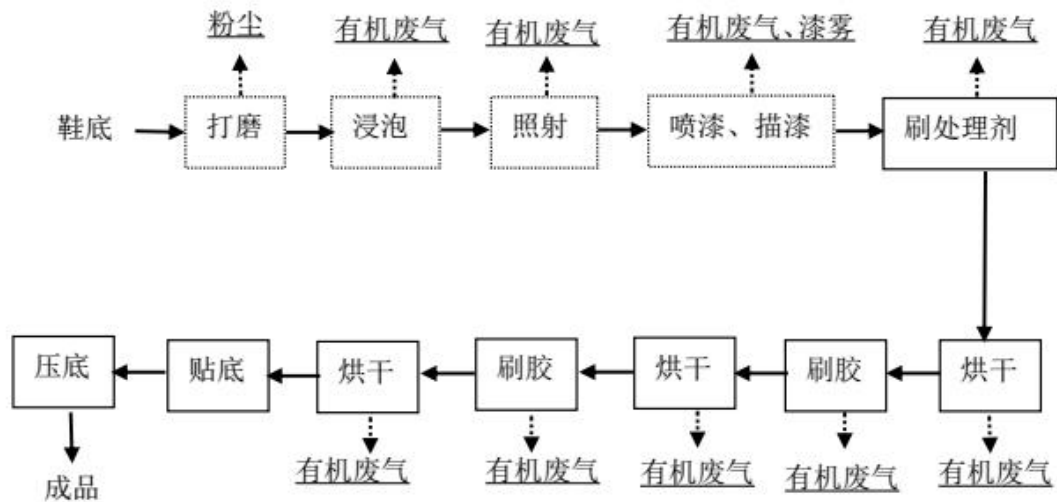 粉尘
有机废气
有机废气
有机废气、漆雾
有机废气
鞋底
打磨
浸泡
照射
喷漆、描漆
刷处理剂
压底
贴底
烘干
刷胶
烘干
刷胶
烘干
成品
有机废气
有机废气
有机废气
有机废气
有机废气